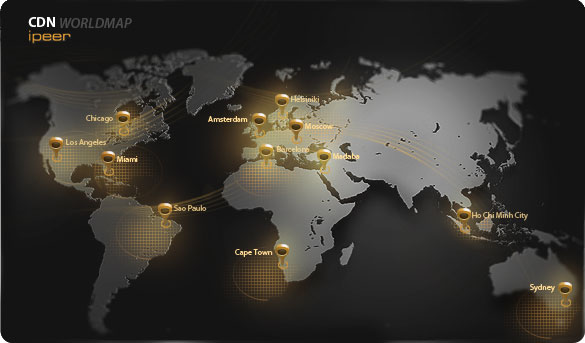 CDN WORLDMAP
ipeer
Helsinki
Chicago
Amsterdam
Moscow
Los Angeles
Barcelona
Miami
Madaba
Sao Paulo
Ho Chi Minh City
Cape Town
Sydney